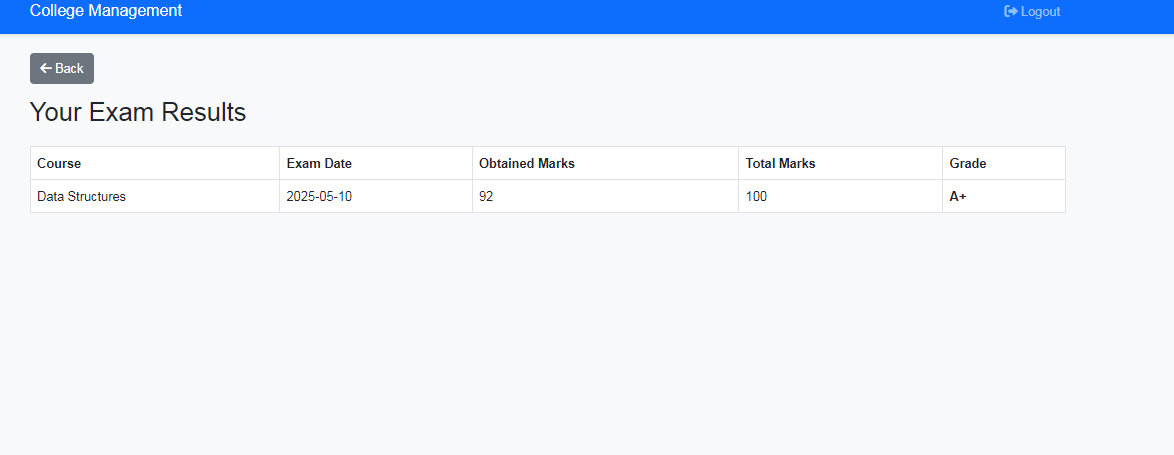 College Management
Logout
Back
Your Exam Results
Course Exam Date Obtained Marks Total Marks Grade
Data Structures 2025-05-10 92 100 A+